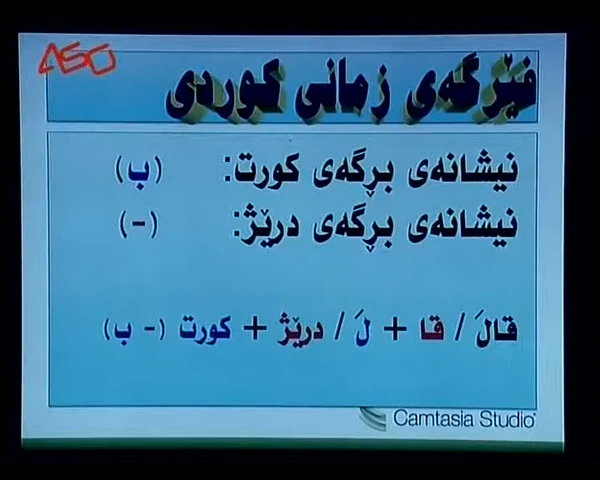 ASO
فێرگەی زمانی کوردی
نیشانەی بڕگەی کورت: (ب)
نیشانەی بڕگەی درێژ: (-)
قاڵَ / قا + لَ / درێژ + کورت (- ب)
Camtasia Studio